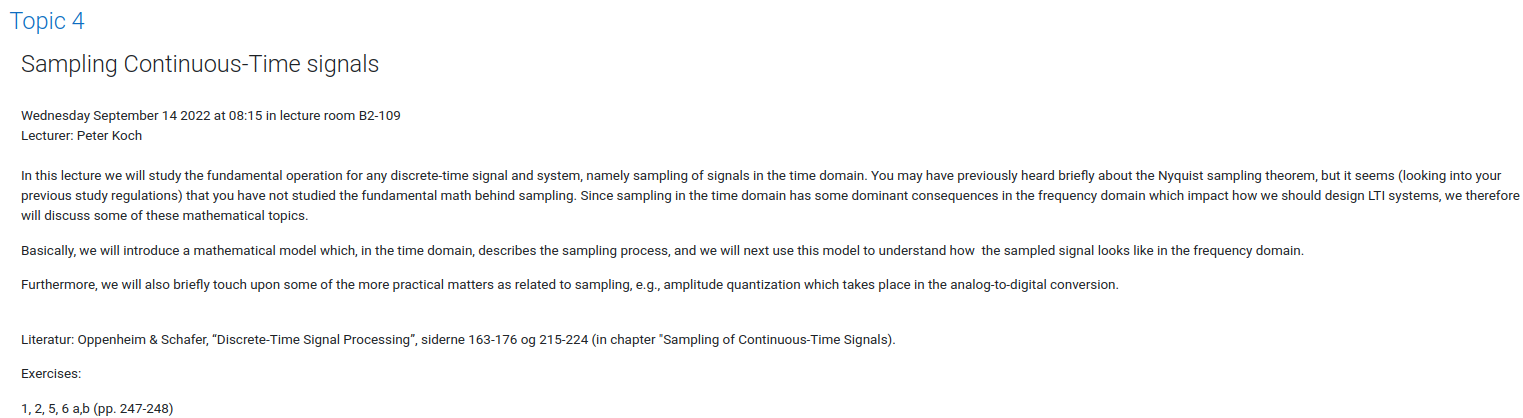 Topic 4
Sampling Continuous-Time signals
Wednesday September 14 2022 at 08:15 in lecture room B2-109
Lecturer: Peter Koch
In this lecture we will study the fundamental operation for any discrete-time signal and system, namely sampling of signals in the time domain. You may have previously heard briefly about the Nyquist sampling theorem, but it seems (looking into your
previous study regulations) that you have not studied the fundamental math behind sampling. Since sampling in the time domain has some dominant consequences in the frequency domain which impact how we should design LTI systems, we therefore
will discuss some of these mathematical topics.
Basically, we will introduce a mathematical model which, in the time domain, describes the sampling process, and we will next use this model to understand how  the sampled signal looks like in the frequency domain.
Furthermore, we will also briefly touch upon some of the more practical matters as related to sampling, e.g., amplitude quantization which takes place in the analog-to-digital conversion.
Literatur: Oppenheim & Schafer, “Discrete-Time Signal Processing”, siderne 163-176 og 215-224 (in chapter "Sampling of Continuous-Time Signals).
Exercises:
1, 2, 5, 6 a,b (pp. 247-248)